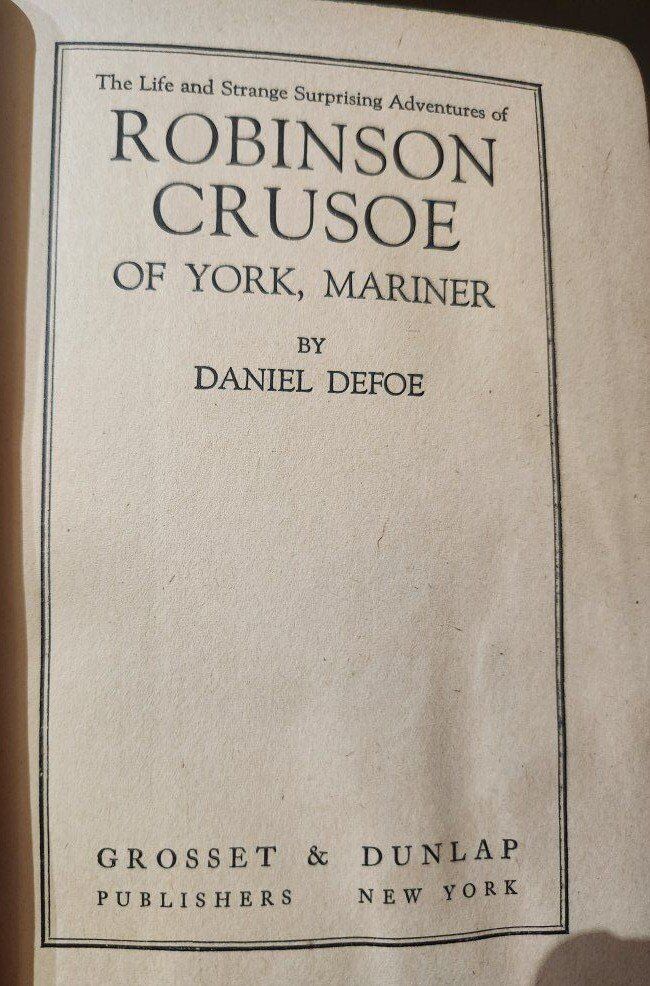 The Life and Strange Surprising Adventures of
ROBINSON
CRUSOE
OF YORK, MARINER
BY
DANIEL DEFOE
GROSSET & DUNLAP
PUBLISHERS NEW YORK